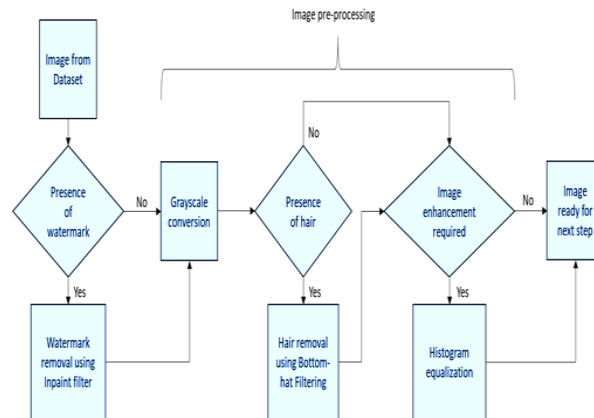 Image pre-processing
Image from
Dataset
Presence
of
watermark
No
Yes
Watermark
removal using
Inpaint filter
Grayscale
conversion
Presence
of hair
No
Yes
Hair removal
using Bottom-
hat Filtering
Image
enhancement
required
No
Yes
Histogram
equalization
Image
ready for
next step